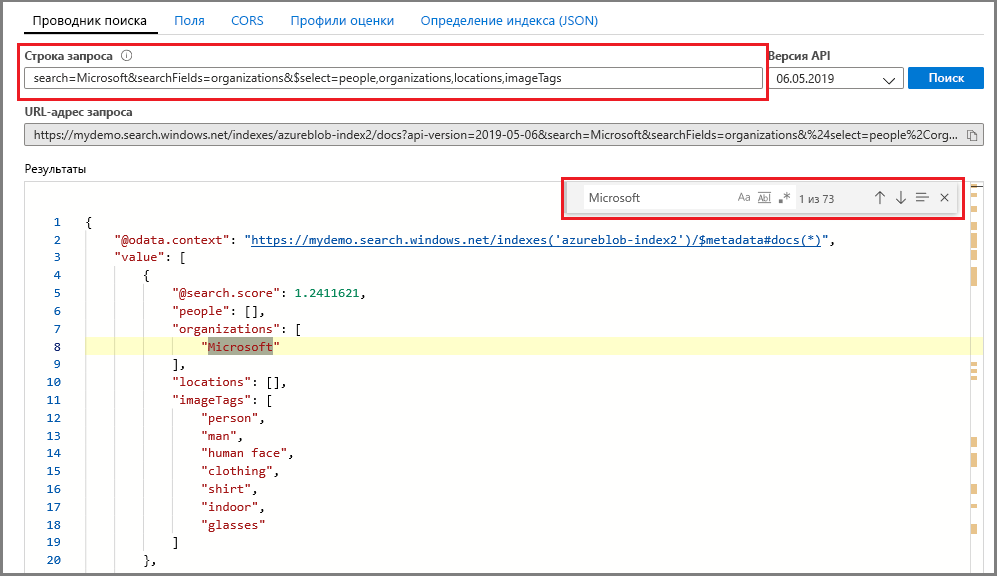 Проводник поиска Поля CORS Профили оценки Определение индекса (JSON)
Строка запроса Версия API
search=Microsoft&searchFields=organizations&$select=people,organizations,locations,imageTags 06.05.2019 Поиск
URL-адрес запроса
https://mydemo.search.windows.net/indexes/azureblob-index2/docs?api-version=2019-05-06&search=Microsoft&searchFields=organizations&%24select=people%2Corg...
Результаты
Microsoft Aa Abl .* 1 из 73
1 {
2 "@odata.context": "https://mydemo.search.windows.net/indexes('azureblob-index2')/$metadata#docs(*)",
3 "value": [
4 {
5 "@search.score": 1.2411621,
6 "people": [],
7 "organizations": [
8 "Microsoft"
9 ],
10 "locations": [],
11 "imageTags": [
12 "person",
13 "man",
14 "human face",
15 "clothing",
16 "shirt",
17 "indoor",
18 "glasses"
19 ]
20 },